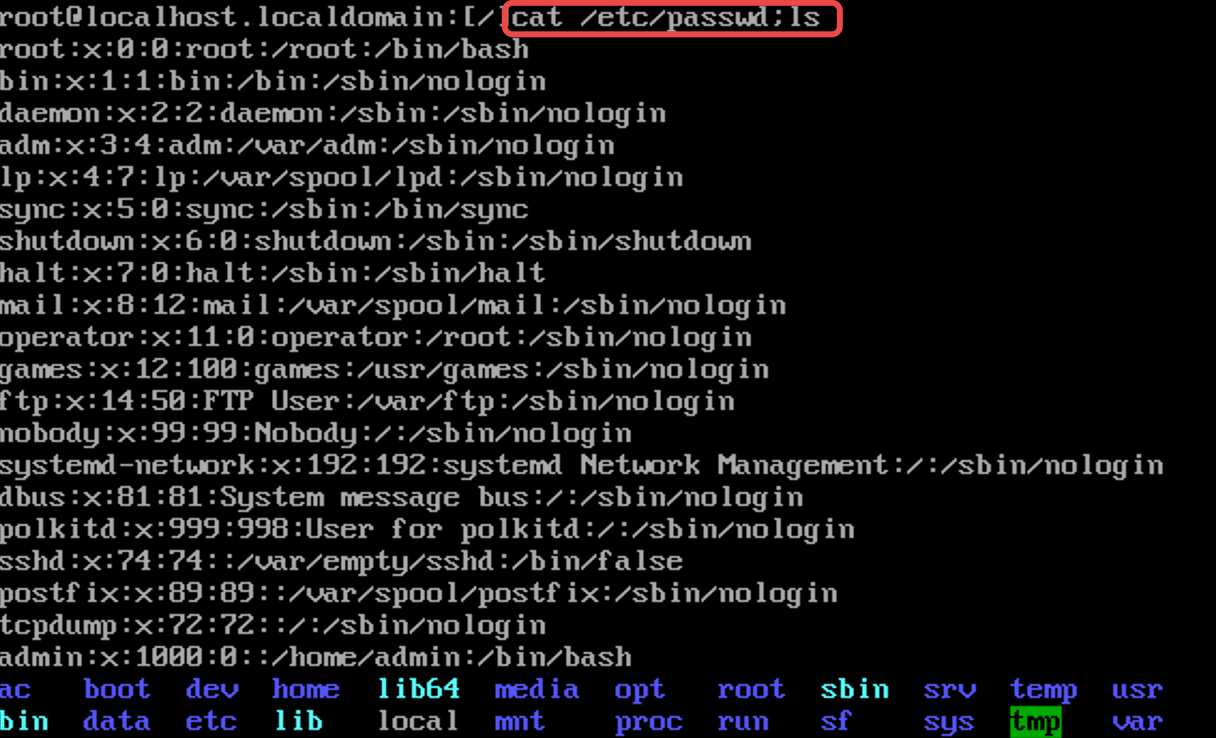 root@localhost.localdomain:[/]cat /etc/passwd;ls
root:x:0:0:root:/root:/bin/bash
bin:x:1:1:bin:/bin:/sbin/nologin
daemon:x:2:2:daemon:/sbin:/sbin/nologin
adm:x:3:4:adm:/var/adm:/sbin/nologin
lp:x:4:7:lp:/var/spool/lpd:/sbin/nologin
sync:x:5:0:sync:/sbin:/bin/sync
shutdown:x:6:0:shutdown:/sbin:/sbin/shutdown
halt:x:7:0:halt:/sbin:/sbin/halt
mail:x:8:12:mail:/var/spool/mail:/sbin/nologin
operator:x:11:0:operator:/root:/sbin/nologin
games:x:12:100:games:/usr/games:/sbin/nologin
ftp:x:14:50:FTP User:/var/ftp:/sbin/nologin
nobody:x:99:99:Nobody:/:/sbin/nologin
systemd-network:x:192:192:systemd Network Management:/:/sbin/nologin
dbus:x:81:81:System message bus:/:/sbin/nologin
polkitd:x:999:998:User for polkitd:/:/sbin/nologin
sshd:x:74:74::/var/empty/sshd:/bin/false
postfix:x:89:89::/var/spool/postfix:/sbin/nologin
tcpdump:x:72:72::/:/sbin/nologin
admin:x:1000:0::/home/admin:/bin/bash
ac boot dev home lib64 media opt root sbin srv temp usr
bin data etc lib local mnt proc run sf sys tmp var